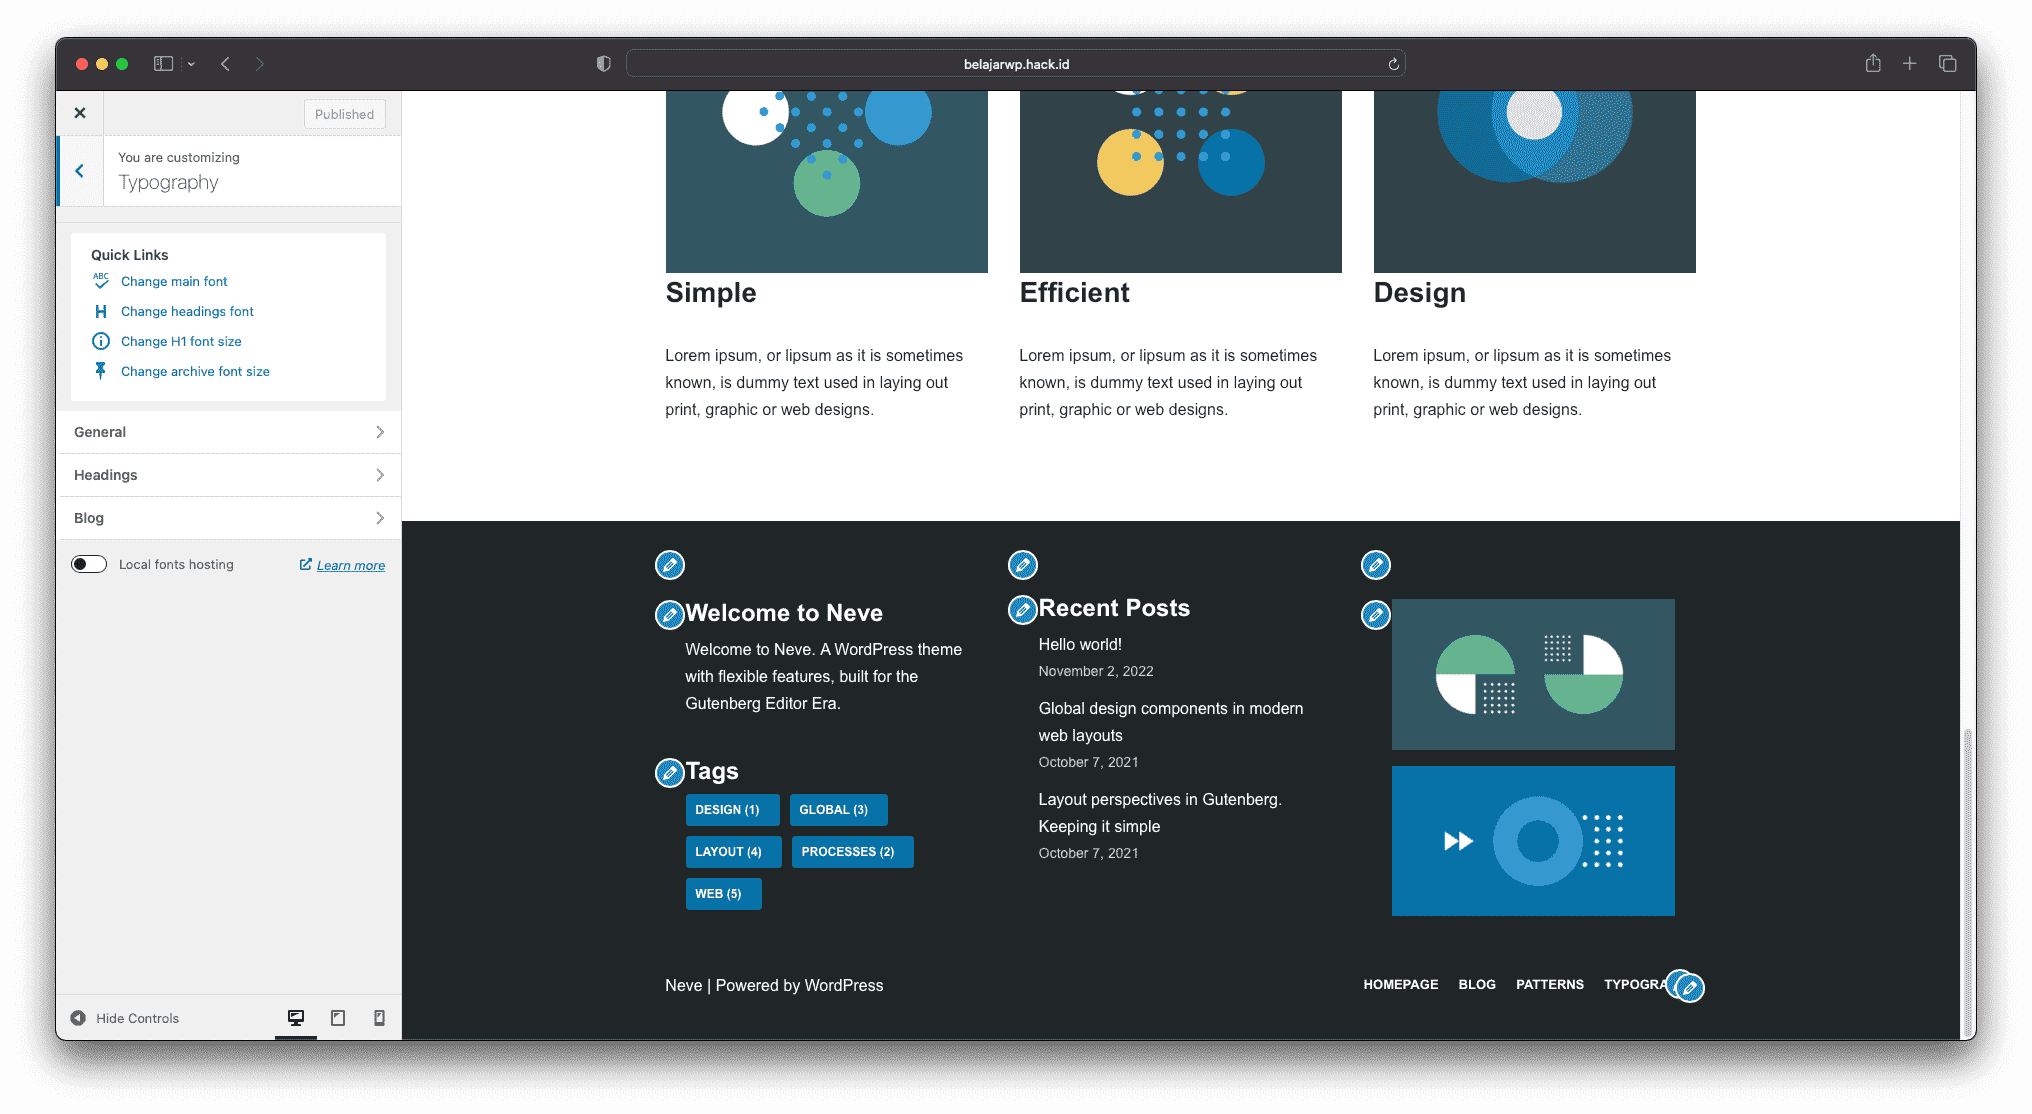 belajarwp.hack.id
Published
You are customizing
Typography
Quick Links
ABC
Change main font
H
Change headings font
Change H1 font size
Change archive font size
General
Headings
Blog
Local fonts hosting
Learn more
Hide Controls
Simple
Lorem ipsum, or lipsum as it is sometimes
known, is dummy text used in laying out
print, graphic or web designs.
Efficient
Lorem ipsum, or lipsum as it is sometimes
known, is dummy text used in laying out
print, graphic or web designs.
Design
Lorem ipsum, or lipsum as it is sometimes
known, is dummy text used in laying out
print, graphic or web designs.
Welcome to Neve
Welcome to Neve. A WordPress theme
with flexible features, built for the
Gutenberg Editor Era.
Tags
DESIGN (1) GLOBAL (3)
LAYOUT (4) PROCESSES (2)
WEB (5)
Recent Posts
Hello world!
November 2, 2022
Global design components in modern
web layouts
October 7, 2021
Layout perspectives in Gutenberg.
Keeping it simple
October 7, 2021
Neve | Powered by WordPress
HOMEPAGE BLOG PATTERNS TYPOGRA